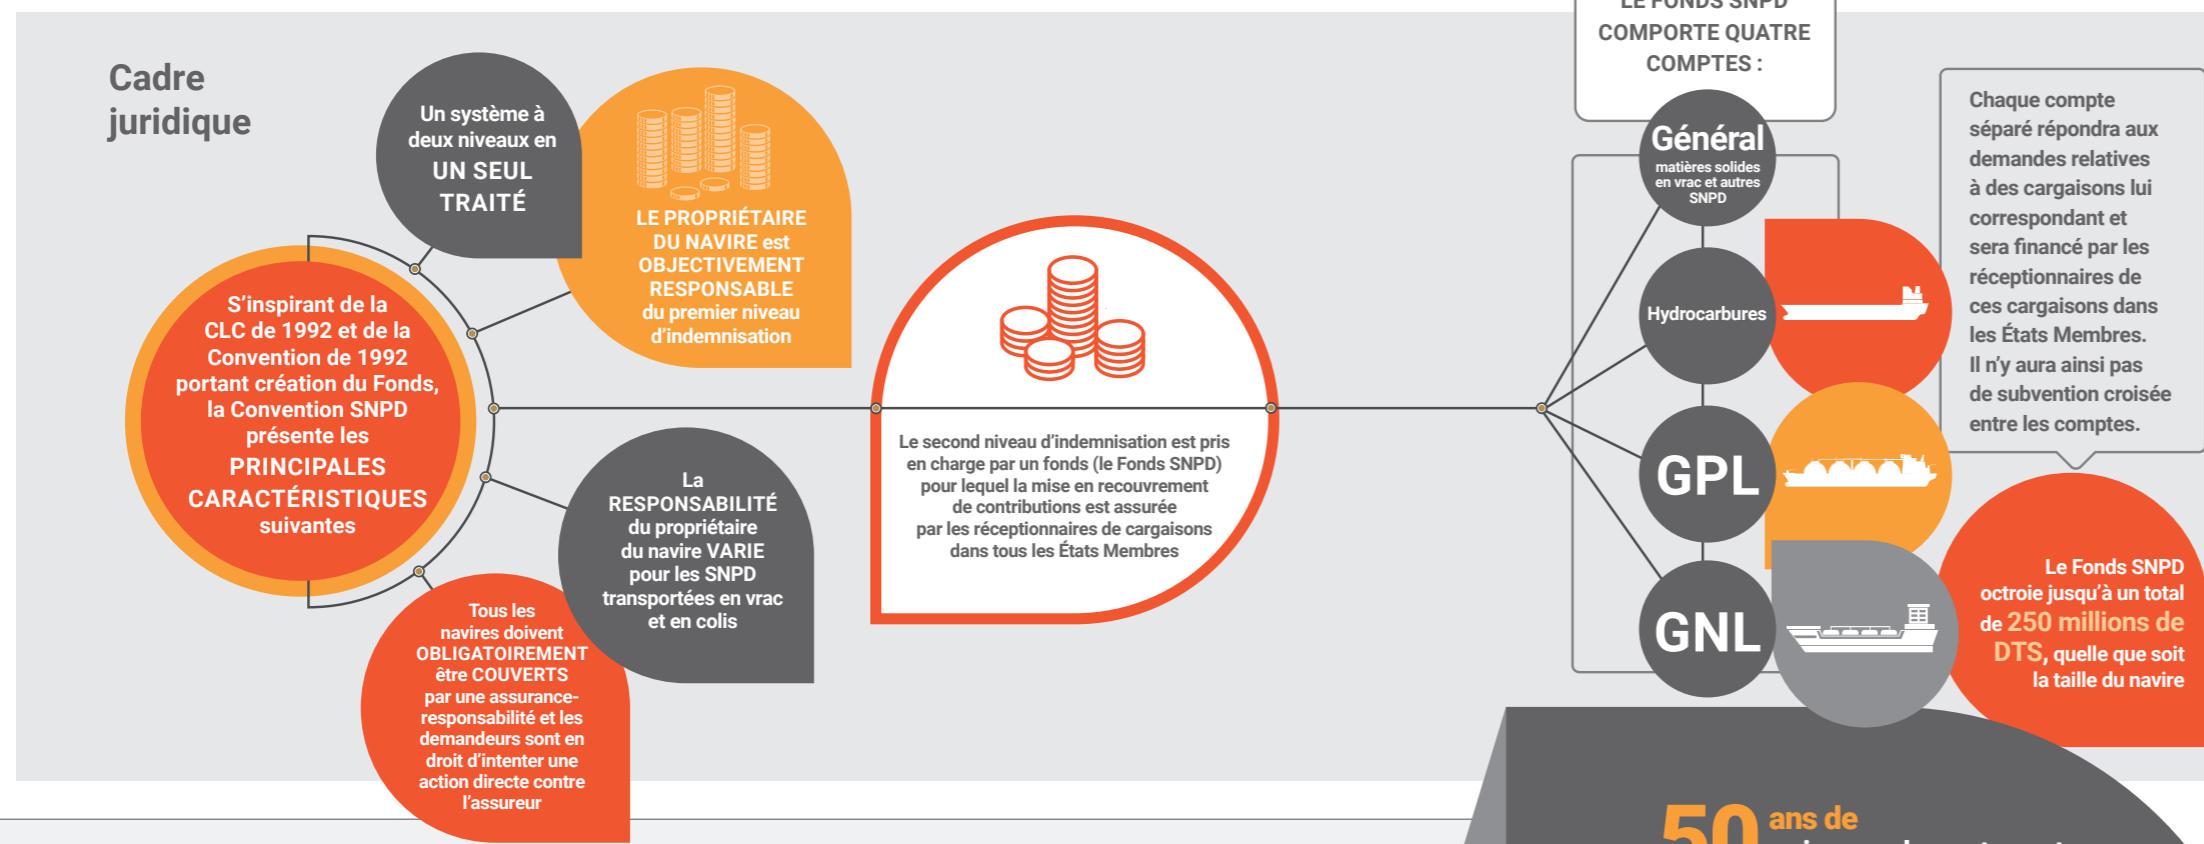 Cadre
juridique
S'inspirant de la
CLC de 1992 et de la
Convention de 1992
portant création du Fonds,
la Convention SNPD
présente les
PRINCIPALES
CARACTÉRISTIQUES
suivantes
Un système à
deux niveaux en
UN SEUL
TRAITÉ
LE PROPRIÉTAIRE
DU NAVIRE est
OBJECTIVEMENT
RESPONSABLE
du premier niveau
d'indemnisation
La
RESPONSABILITÉ
du propriétaire
du navire VARIE
pour les SNPD
transportées en vrac
et en colis
Tous les
navires doivent
OBLIGATOIREMENT
être COUVERTS
par une assurance-
responsabilité et les
demandeurs sont en
droit d'intenter une
action directe contre
l'assureur
Le second niveau d'indemnisation est pris
en charge par un fonds (le Fonds SNPD)
pour lequel la mise en recouvrement
de contributions est assurée
par les réceptionnaires de cargaisons
dans tous les États Membres
LE FONDS SNPD
COMPORTE QUATRE
COMPTES :
Général
matières solides
en vrac et autres
SNPD
Hydrocarbures
GPL
GNL
Chaque compte
séparé répondra aux
demandes relatives
à des cargaisons lui
correspondant et
sera financé par les
réceptionnaires de
ces cargaisons dans
les États Membres.
Il n'y aura ainsi pas
de subvention croisée
entre les comptes.
Le Fonds SNPD
octroie jusqu'à un total
de 250 millions de
DTS, quelle que soit
la taille du navire
50 ans de